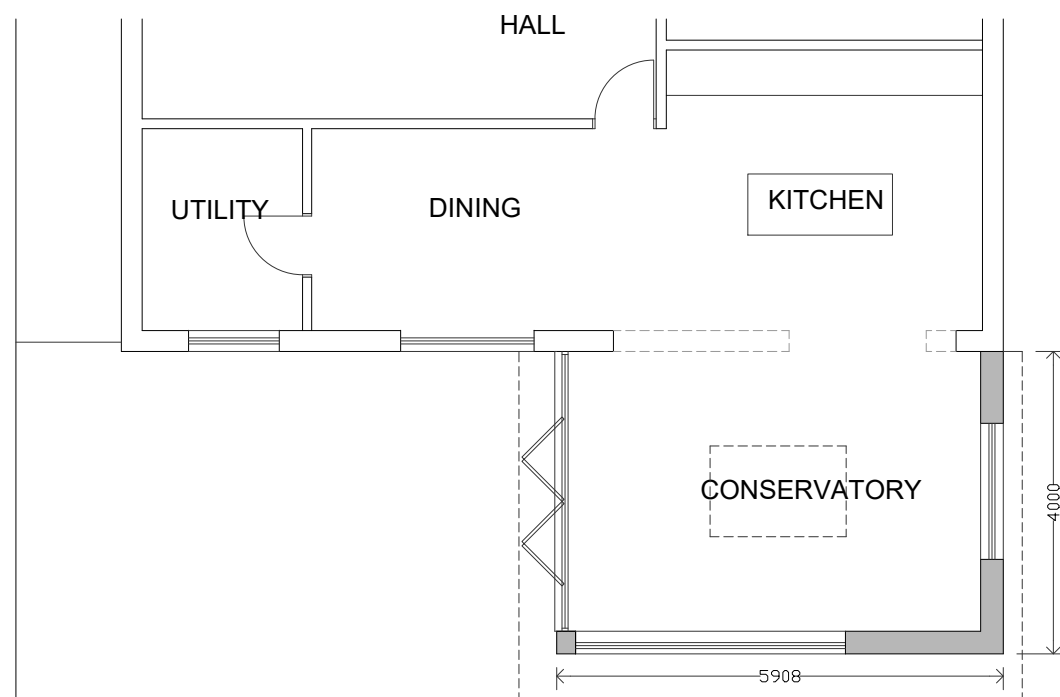 HALL
UTILITY
DINING
KITCHEN
CONSERVATORY
4000
5908